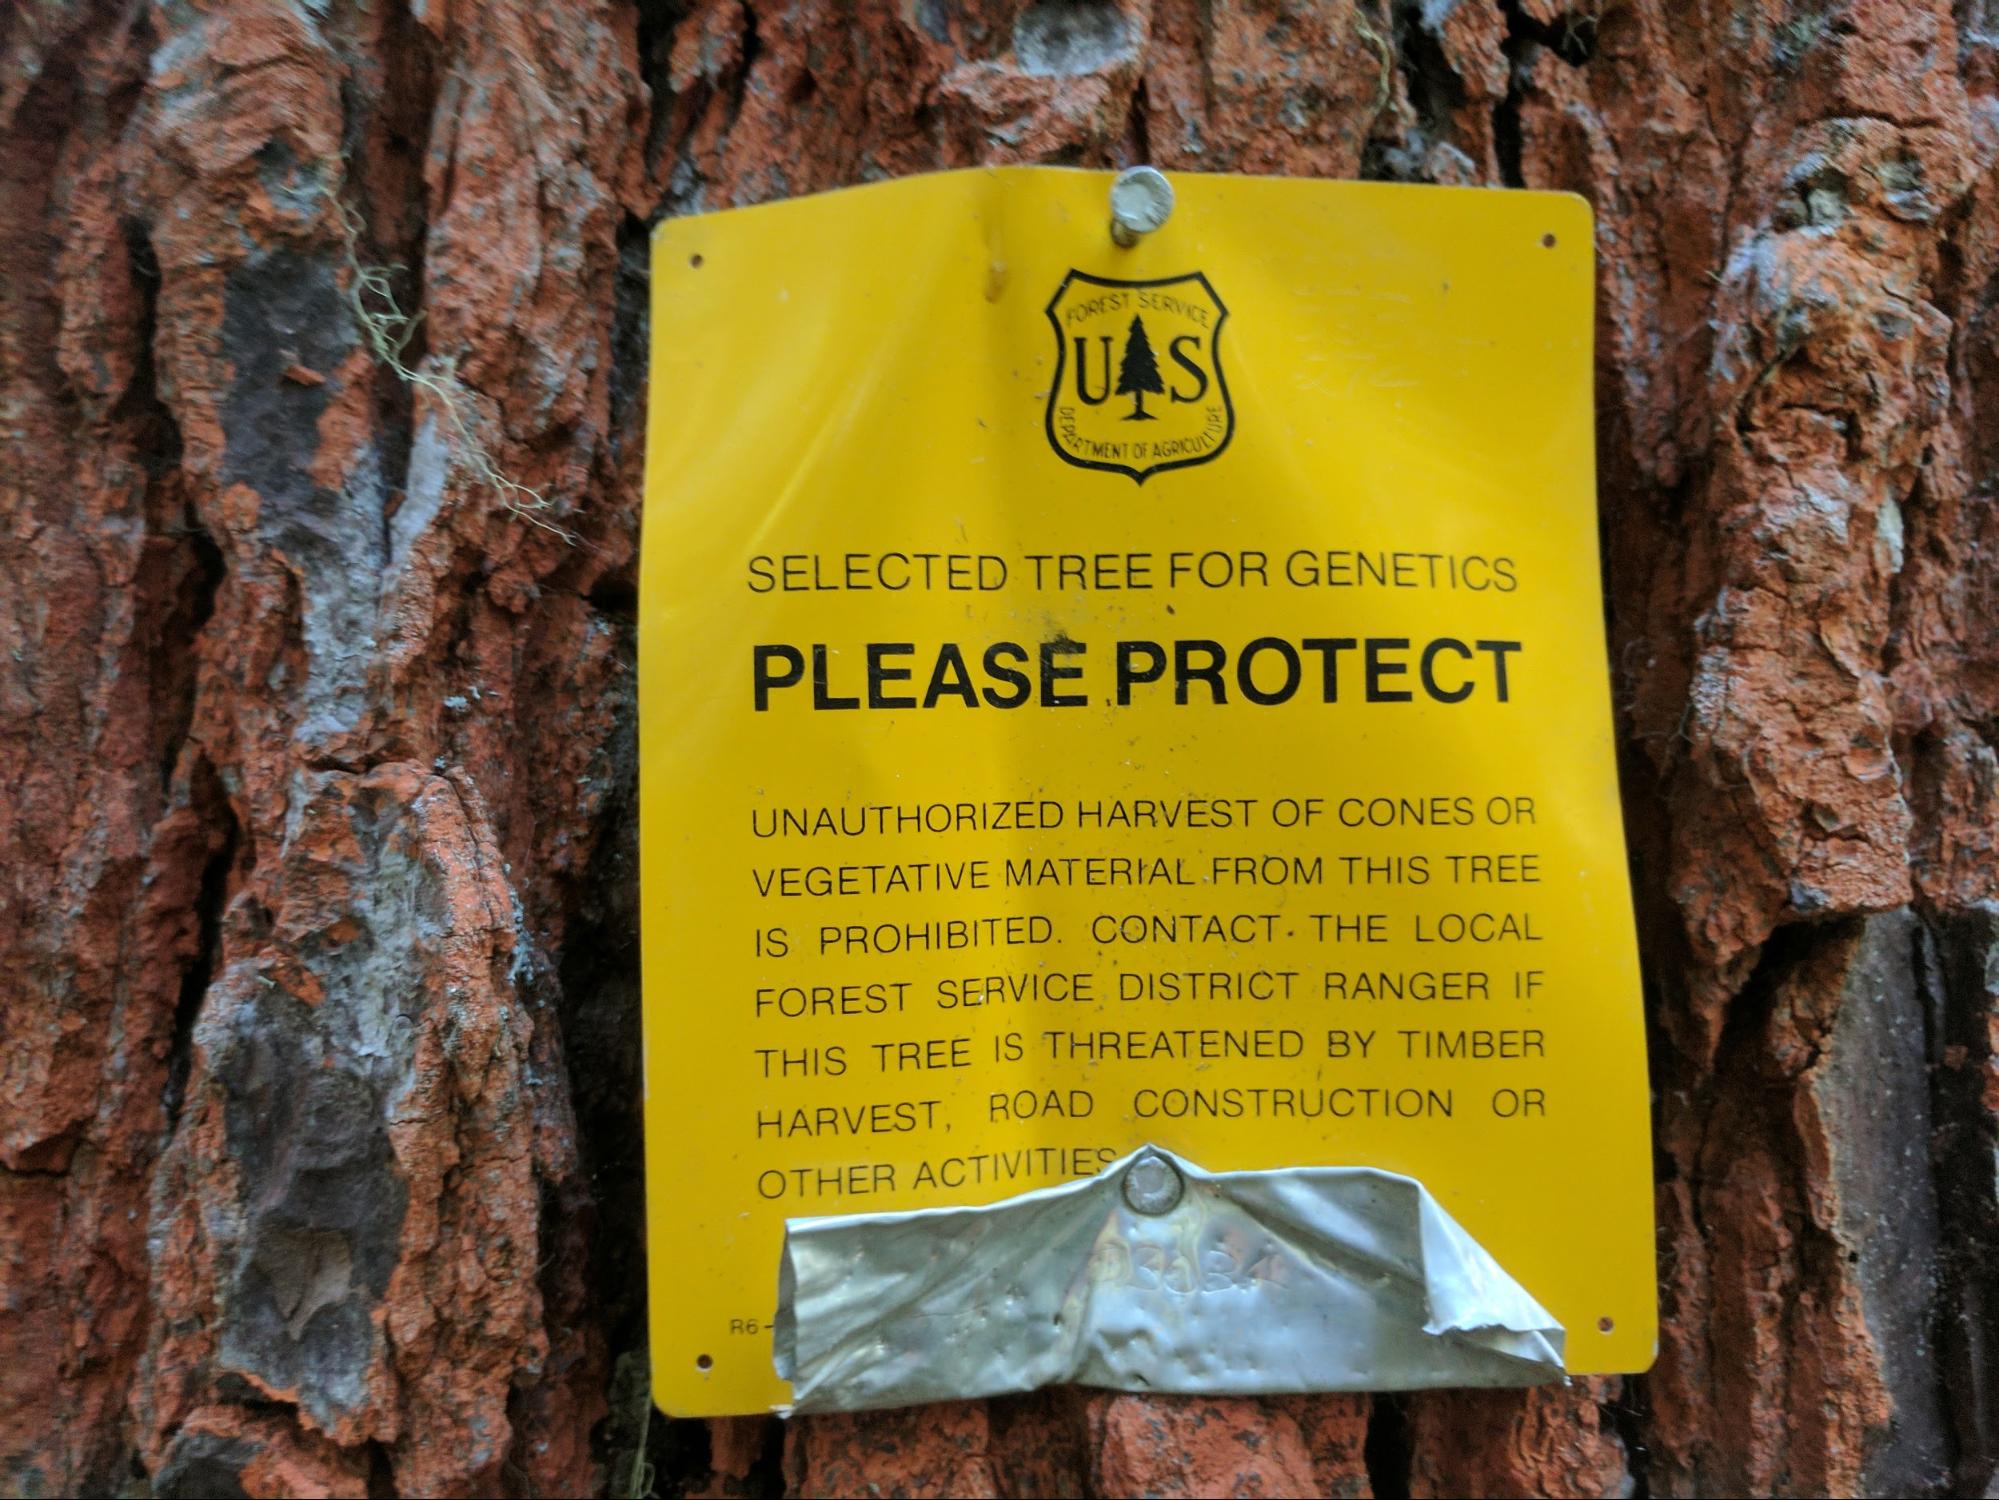 FOREST SERVICE
U S
DEPARTMENT OF AGRICULTURE
SELECTED TREE FOR GENETICS
PLEASE PROTECT
UNAUTHORIZED HARVEST OF CONES OR
VEGETATIVE MATERIAL FROM THIS TREE
IS PROHIBITED. CONTACT THE LOCAL
FOREST SERVICE DISTRICT RANGER IF
THIS TREE IS THREATENED BY TIMBER
HARVEST, ROAD CONSTRUCTION OR
OTHER ACTIVITIES
R6-